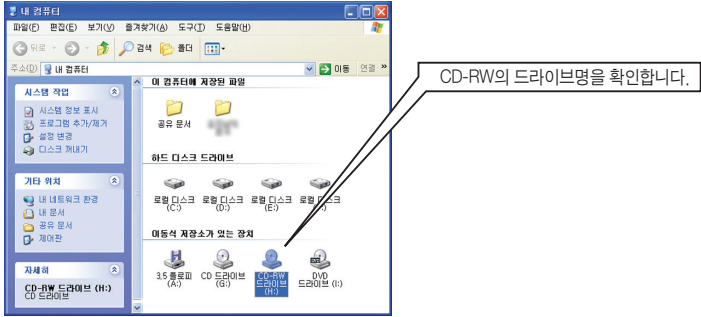 내 컴퓨터
파일(F) 편집(E) 보기(V) 즐겨찾기(A) 도구(T) 도움말(H)
뒤로 검색 폴더
주소(D) 내 컴퓨터 이동 연결 »
시스템 작업
시스템 정보 표시
프로그램 추가/제거
설정 변경
디스크 꺼내기
기타 위치
내 네트워크 환경
내 문서
공유 문서
제어판
자세히
CD-RW 드라이브 (H:)
CD 드라이브
이 컴퓨터에 저장된 파일
공유 문서
하드 디스크 드라이브
로컬 디스크 (C:)
로컬 디스크 (D:)
로컬 디스크 (E:)
로컬 디스크
이동식 저장소가 있는 장치
3,5 플로피 (A:)
CD 드라이브 (G:)
CD-RW 드라이브 (H:)
DVD 드라이브 (I:)
CD-RW의 드라이브명을 확인합니다.